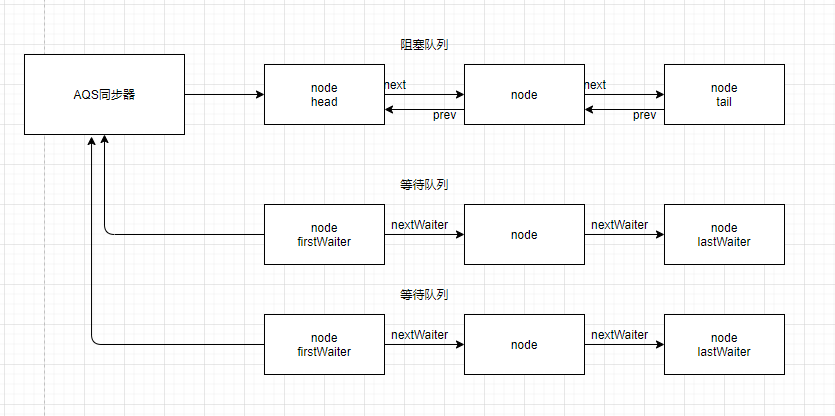 阻塞队列
AQS同步器
node
head
next
prev
node
next
prev
node
tail
等待队列
node
firstWaiter
nextWaiter
node
nextWaiter
node
lastWaiter
等待队列
node
firstWaiter
nextWaiter
node
nextWaiter
node
lastWaiter